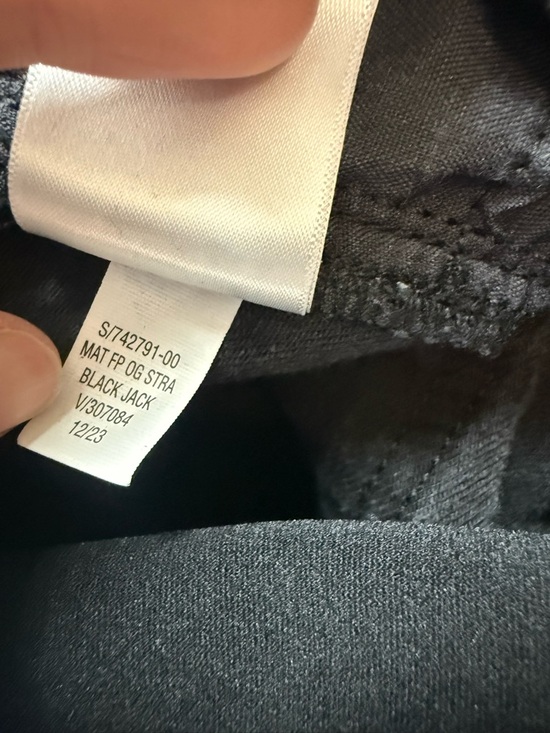 S/742791-00
MAT FP OG STRA
BLACK JACK
V/307084
12/23